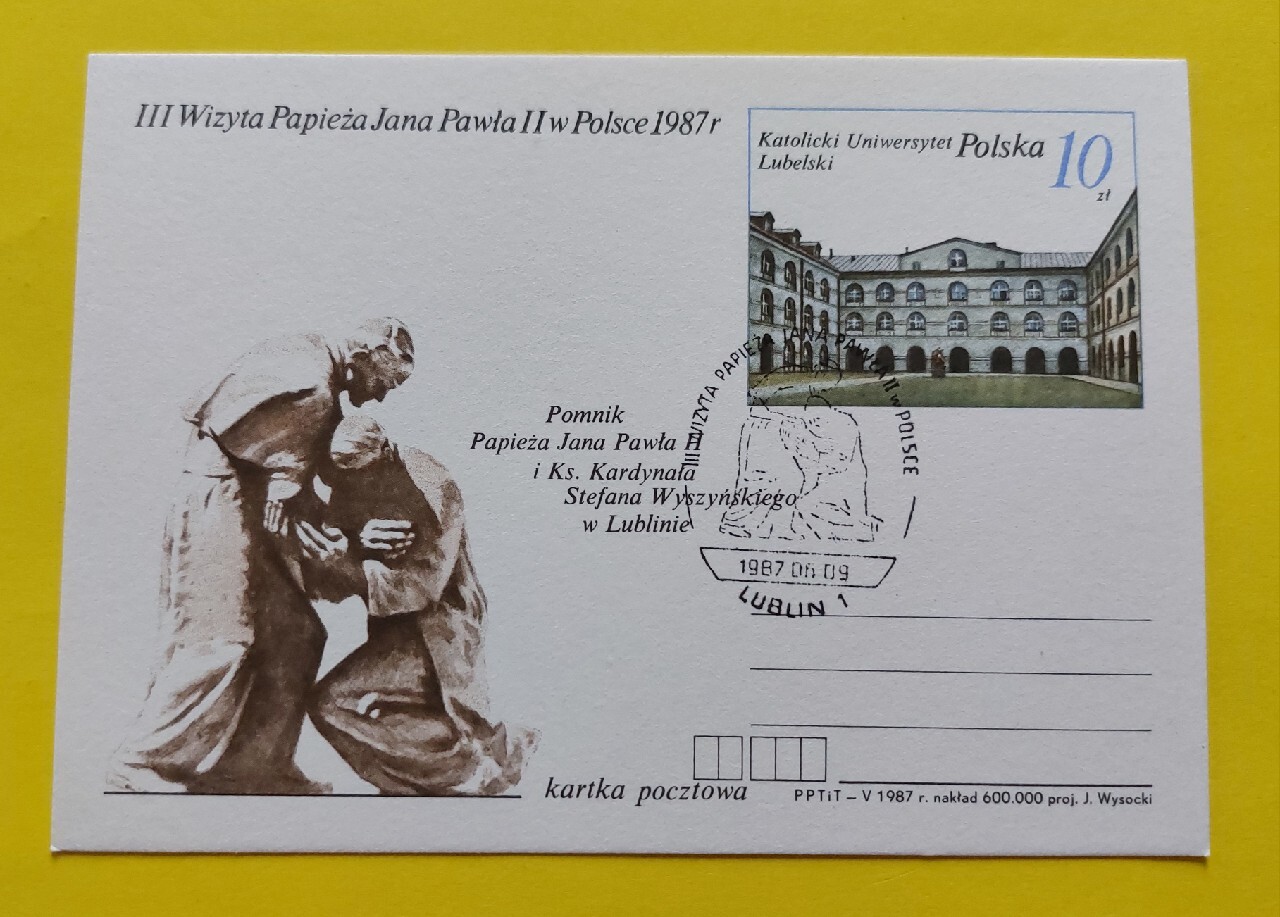 III Wizyta Papieża Jana Pawła II w Polsce 1987 r
Katolicki Uniwersytet Lubelski
Polska 10 zł
Pomnik
Papieża Jana Pawła II
i Ks. Kardynała
Stefana Wyszyńskiego
w Lublinie
III WIZYTA PAPIEŻA JANA PAWŁA II w POLSCE
1987 06 09
LUBLIN 1
kartka pocztowa
PPTiT – V 1987 r. nakład 600.000 proj. J. Wysocki